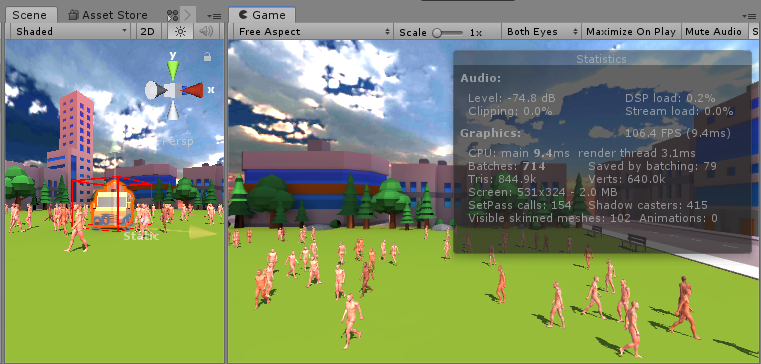 Scene
Asset Store
Game
Shaded
2D
Free Aspect
Scale
1x
Both Eyes
Maximize On Play
Mute Audio
S
y
x
Persp
Static
Statistics
Audio:
Level: -74.8 dB
DSP load: 0.2%
Clipping: 0.0%
Stream load: 0.0%
Graphics:
106.4 FPS (9.4ms)
CPU: main 9.4ms render thread 3.1ms
Batches: 714
Saved by batching: 79
Tris: 844.9k
Verts: 640.0k
Screen: 531x324 - 2.0 MB
SetPass calls: 154
Shadow casters: 415
Visible skinned meshes: 102 Animations: 0